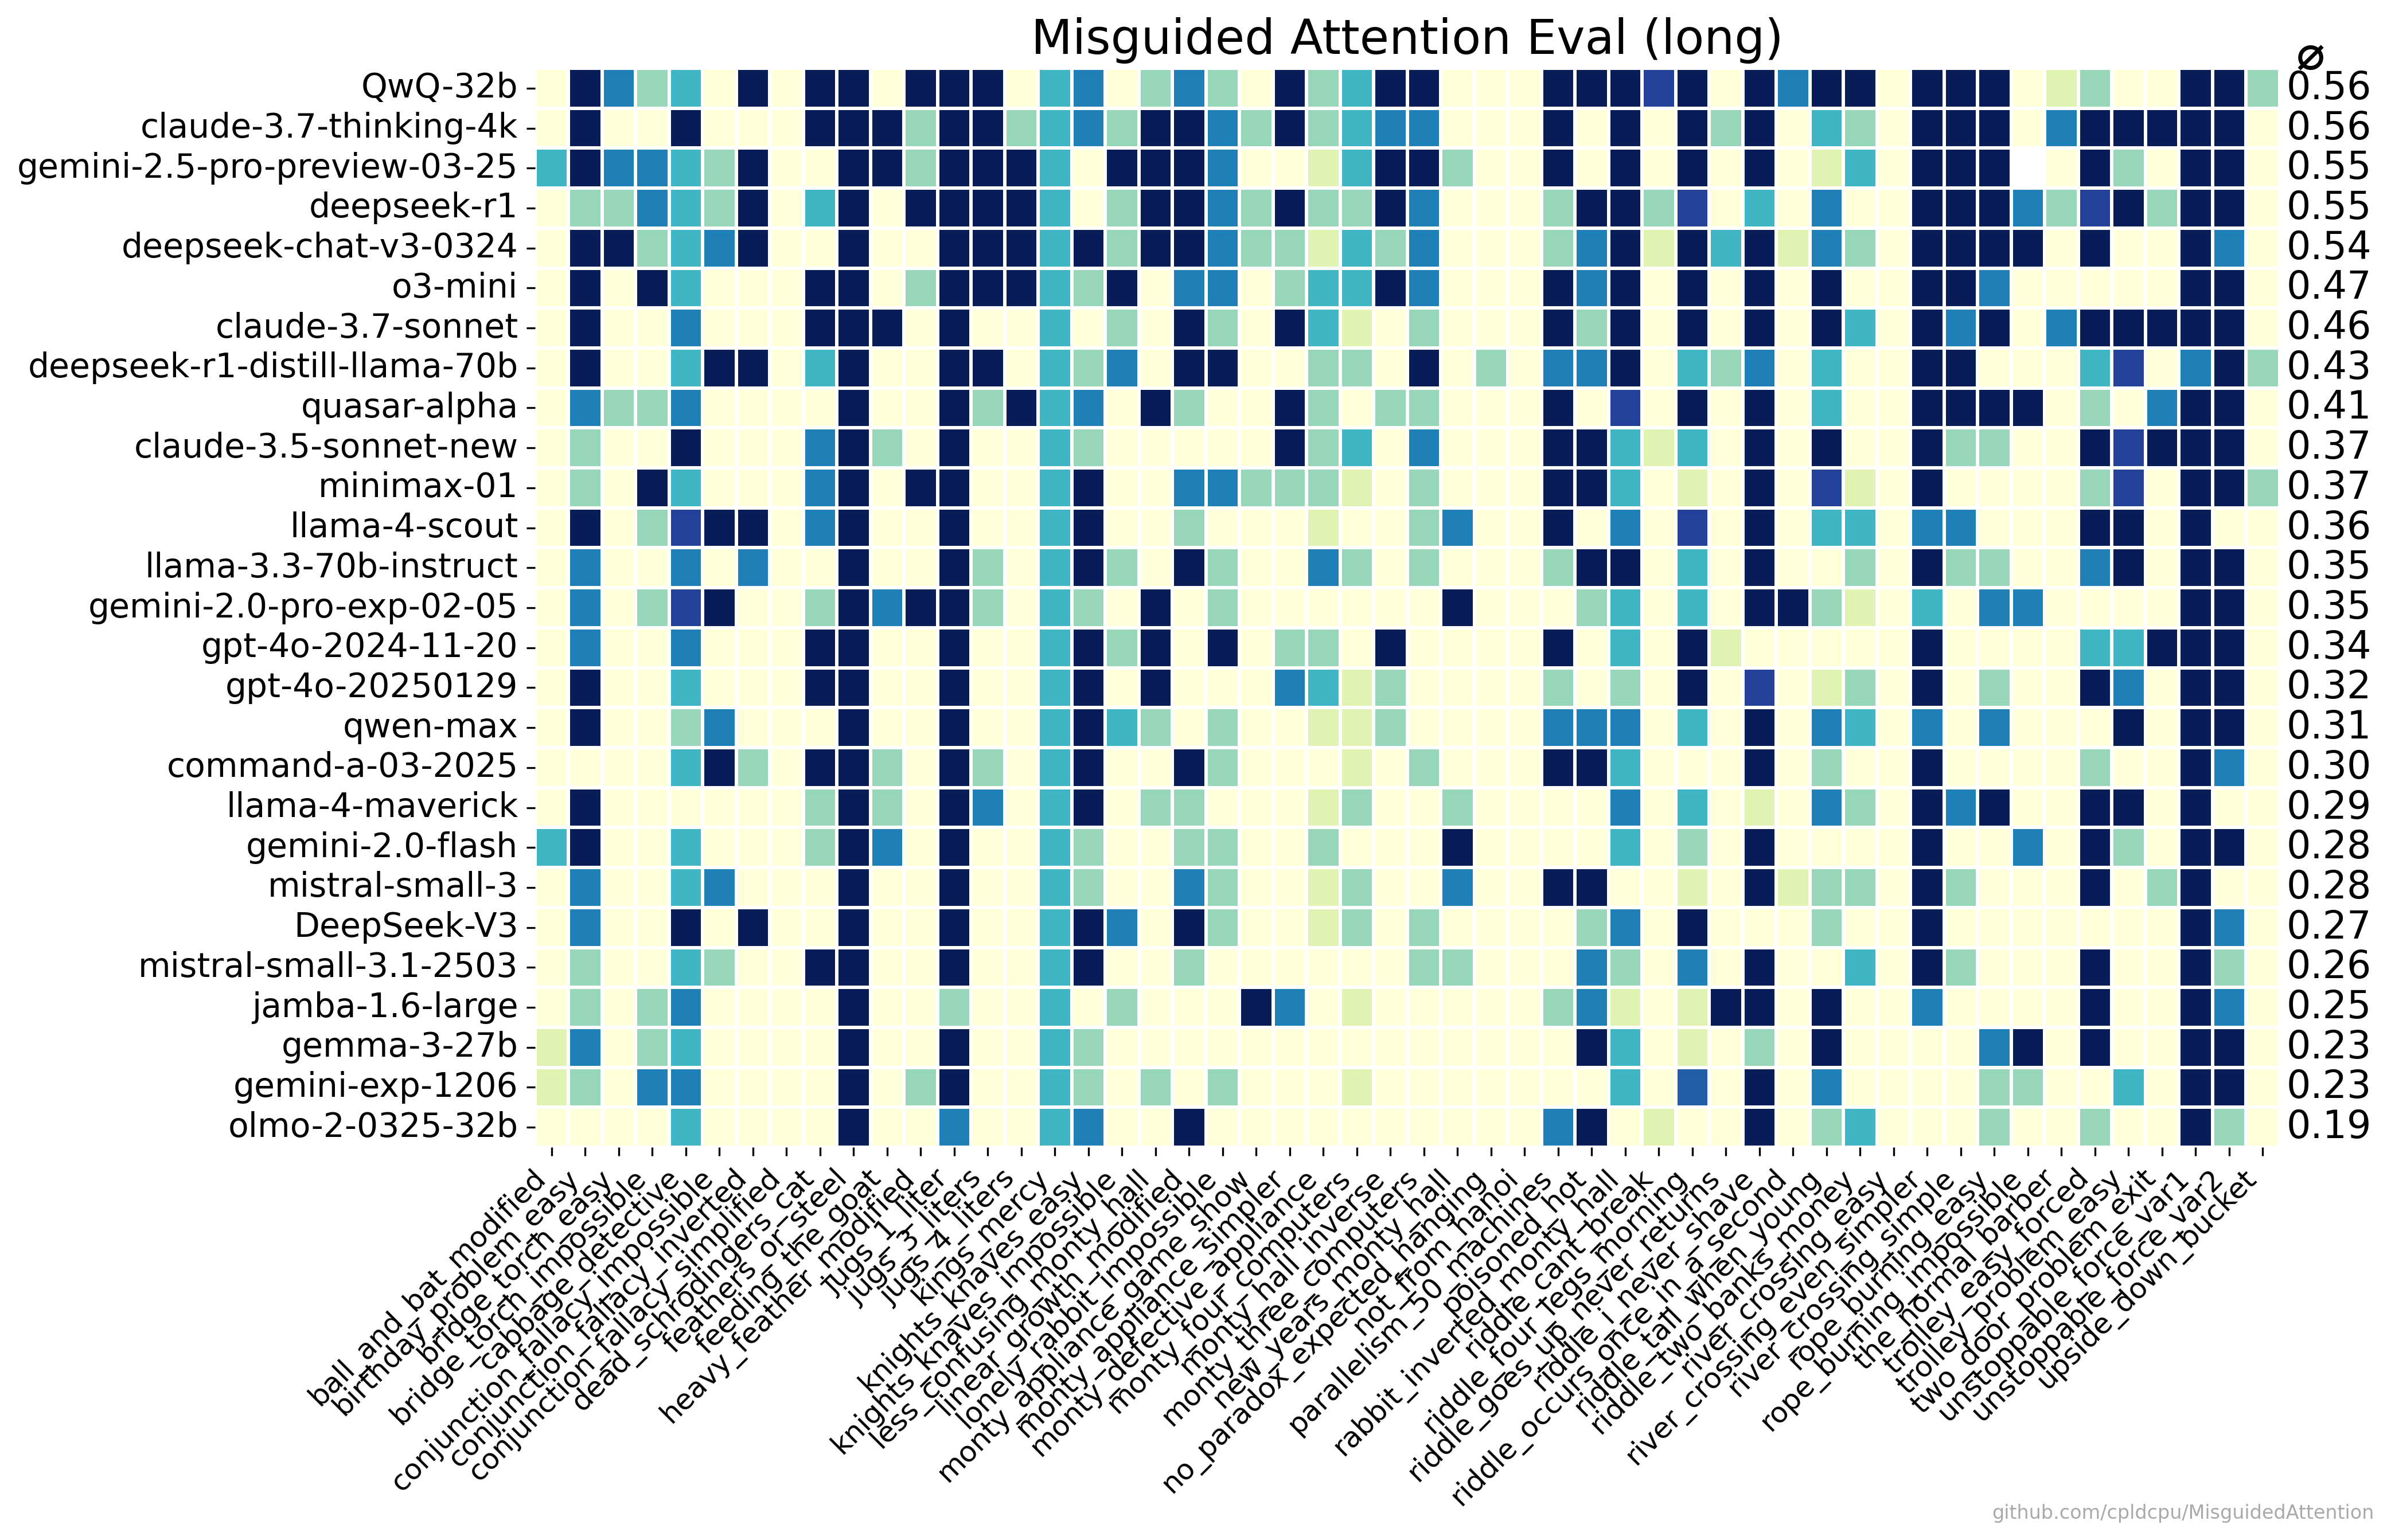 Misguided Attention Eval (long)
ø
QwQ-32b 0.56
claude-3.7-thinking-4k 0.56
gemini-2.5-pro-preview-03-25 0.55
deepseek-r1 0.55
deepseek-chat-v3-0324 0.54
o3-mini 0.47
claude-3.7-sonnet 0.46
deepseek-r1-distill-llama-70b 0.43
quasar-alpha 0.41
claude-3.5-sonnet-new 0.37
minimax-01 0.37
llama-4-scout 0.36
llama-3.3-70b-instruct 0.35
gemini-2.0-pro-exp-02-05 0.35
gpt-4o-2024-11-20 0.34
gpt-4o-20250129 0.32
qwen-max 0.31
command-a-03-2025 0.30
llama-4-maverick 0.29
gemini-2.0-flash 0.28
mistral-small-3 0.28
DeepSeek-V3 0.27
mistral-small-3.1-2503 0.26
jamba-1.6-large 0.25
gemma-3-27b 0.23
gemini-exp-1206 0.23
olmo-2-0325-32b 0.19
ball_and_bat_modified
birthday_problem_easy
bridge_torch_easy
bridge_torch_impossible
bridge_cabbage_detective
conjunction_fallacy_impossible
conjunction_fallacy_inverted
conjunction_fallacy_simplified
dead_schrodingers_cat
feathers_or_steel
feeding_the_goat
heavy_feather_modified
jugs_1_liter
jugs_3_liters
jugs_4_liters
kings_mercy
knights_knaves_easy
knights_knaves_impossible
less_confusing_monty_hall
linear_growth_modified
lonely_rabbit_impossible
monty_appliance_game_show
monty_appliance_simpler
monty_defective_appliance
monty_four_computers
monty_hall_inverse
monty_three_computers
new_years_monty_hall
no_paradox_expected_hanging
not_from_hanoi
parallelism_50_machines
poisoned_hot
rabbit_inverted_monty_hall
riddle_cant_break
riddle_four_legs_morning
riddle_goes_up_never_returns
riddle_i_never_shave
riddle_occurs_once_in_a_second
riddle_tall_when_young
riddle_two_banks_money
river_crossing_easy
river_crossing_even_simpler
river_crossing_simple
rope_burning_easy
rope_burning_impossible
the_normal_barber
trolley_easy_forced
trolley_problem_easy
two_door_problem_exit
unstoppable_force_var1
unstoppable_force_var2
upside_down_bucket
github.com/cpldcpu/MisguidedAttention